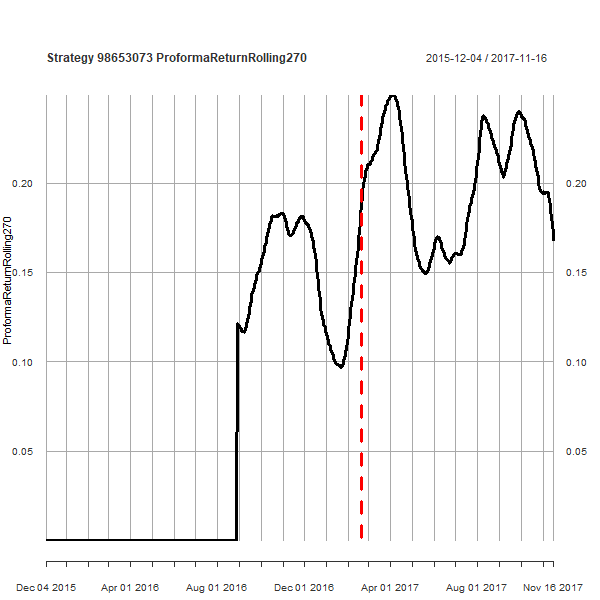 Strategy 98653073 ProformaReturnRolling270
2015-12-04 / 2017-11-16
ProformaReturnRolling270
0.20 0.20
0.15 0.15
0.10 0.10
0.05 0.05
Dec 04 2015 Apr 01 2016 Aug 01 2016 Dec 01 2016 Apr 01 2017 Aug 01 2017 Nov 16 2017